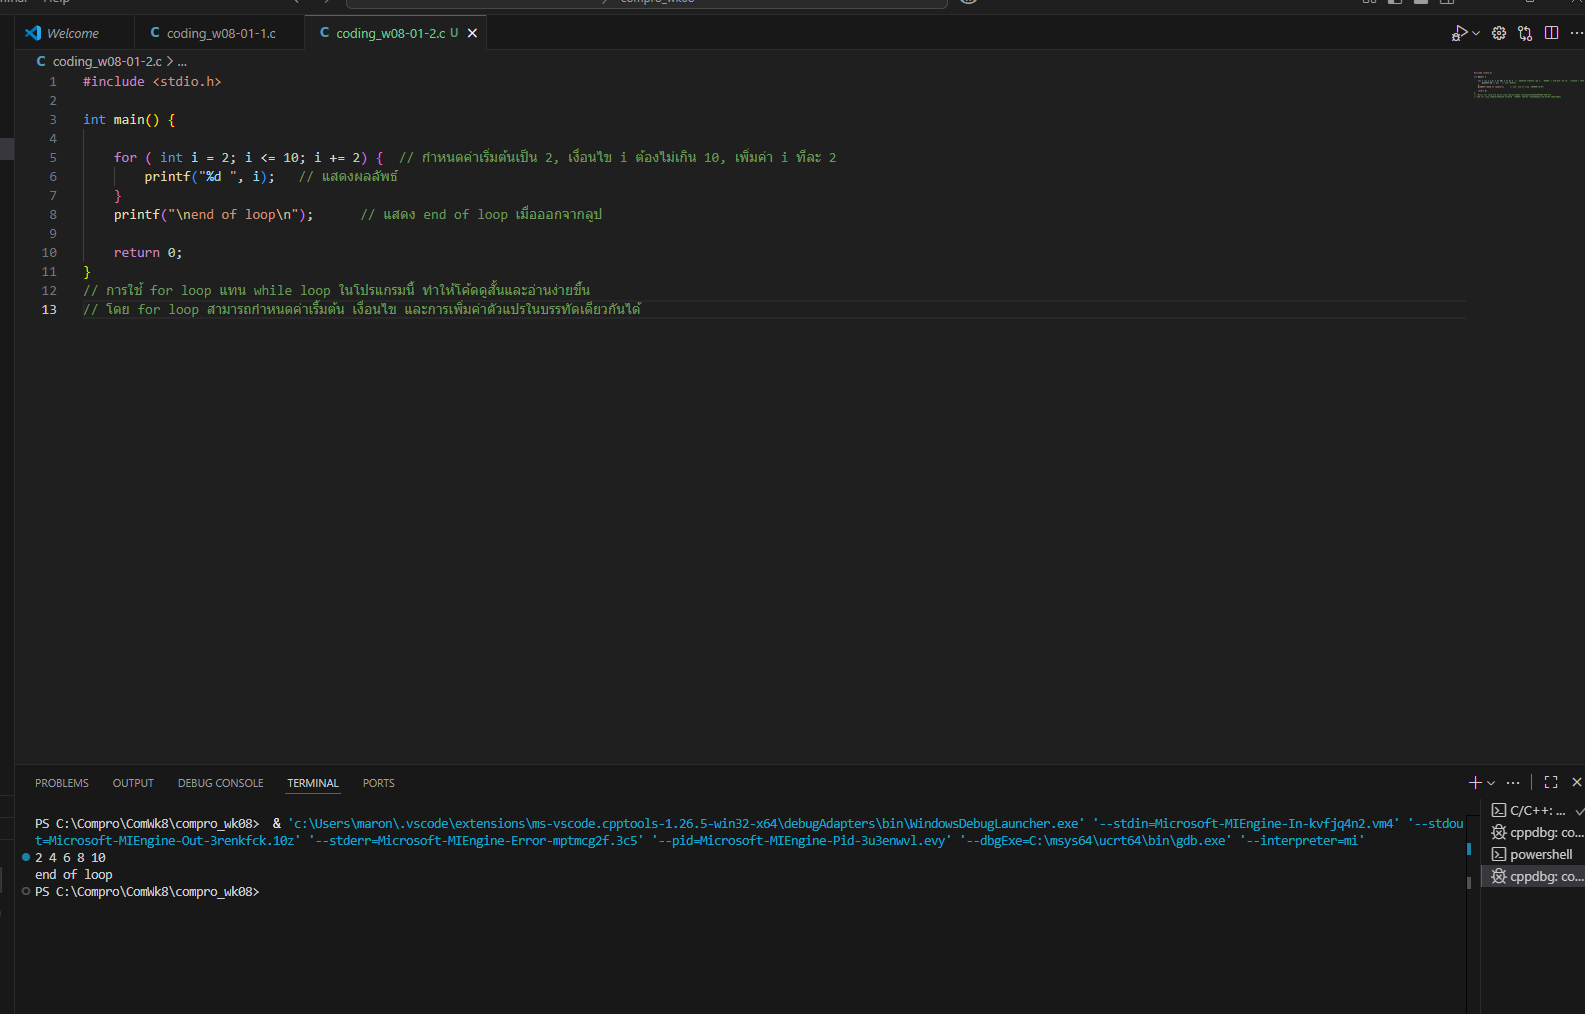 Help
compro_wk08
Welcome
C coding_w08-01-1.c
C coding_w08-01-2.c U
C coding_w08-01-2.c > ...
1 #include <stdio.h>
2
3 int main() {
4
5 for ( int i = 2; i <= 10; i += 2) { // กำหนดค่าเริ่มต้นเป็น 2, เงื่อนไข i ต้องไม่เกิน 10, เพิ่มค่า i ทีละ 2
6 printf("%d ", i); // แสดงผลลัพธ์
7 }
8 printf("\nend of loop\n"); // แสดง end of loop เมื่อออกจากลูป
9
10 return 0;
11 }
12 // การใช้ for loop แทน while loop ในโปรแกรมนี้ ทำให้โค้ดดูสั้นและอ่านง่ายขึ้น
13 // โดย for loop สามารถกำหนดค่าเริ่มต้น เงื่อนไข และการเพิ่มค่าตัวแปรในบรรทัดเดียวกันได้
PROBLEMS OUTPUT DEBUG CONSOLE TERMINAL PORTS
PS C:\Compro\ComWk8\compro_wk08> & 'c:\Users\maron\.vscode\extensions\ms-vscode.cpptools-1.26.5-win32-x64\debugAdapters\bin\WindowsDebugLauncher.exe' '--stdin=Microsoft-MIEngine-In-kvfjq4n2.vm4' '--stdou
t=Microsoft-MIEngine-Out-3renkfck.10z' '--stderr=Microsoft-MIEngine-Error-mptmcg2f.3c5' '--pid=Microsoft-MIEngine-Pid-3u3enwvl.evy' '--dbgExe=C:\msys64\ucrt64\bin\gdb.exe' '--interpreter=mi'
2 4 6 8 10
end of loop
PS C:\Compro\ComWk8\compro_wk08>
C/C++: ...
cppdbg: co...
powershell
cppdbg: co...